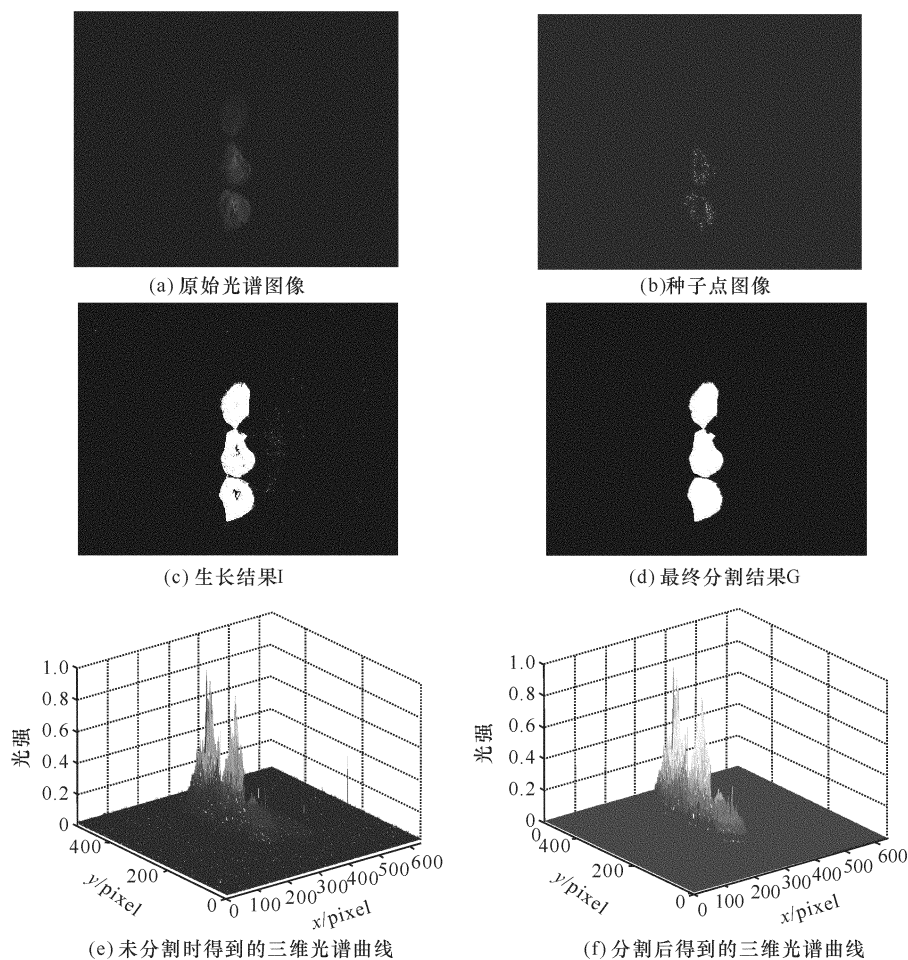 (a) 原始光谱图像
(b)种子点图像
(c) 生长结果I
(d) 最终分割结果G
1.0
0.8
0.6
0.4
0.2
0
光强
400
200
0
y/pixel
0 100 200 300 400 500 600
x/pixel
(e) 未分割时得到的三维光谱曲线
1.0
0.8
0.6
0.4
0.2
0
光强
0
400
200
0
y/pixel
0 100 200 300 400 500 600
x/pixel
(f) 分割后得到的三维光谱曲线